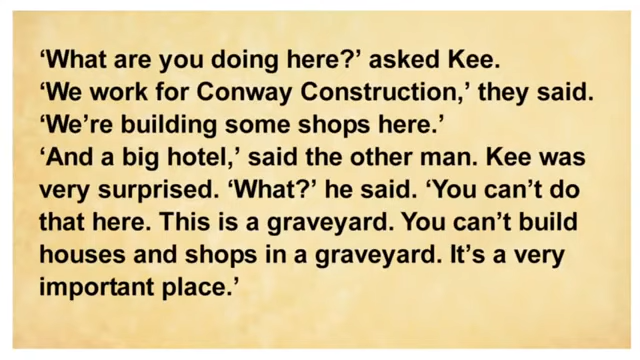 ‘What are you doing here?’ asked Kee.
‘We work for Conway Construction,’ they said.
‘We’re building some shops here.’
‘And a big hotel,’ said the other man. Kee was
very surprised. ‘What?’ he said. ‘You can’t do
that here. This is a graveyard. You can’t build
houses and shops in a graveyard. It’s a very
important place.’